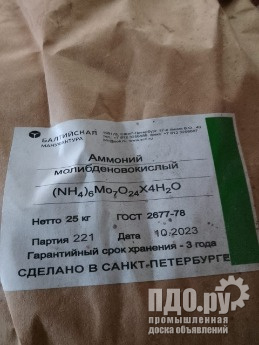 БАЛТИЙСКАЯ
МАНУФАКТУРА
Аммоний
молибденовокислый
(NH₄)₆Mo₇O₂₄X4H₂O
Нетто 25 кг ГОСТ 2677-78
Партия 221 Дата 10.2023
Гарантийный срок хранения - 3 года
СДЕЛАНО В САНКТ-ПЕТЕРБУРГЕ
ПДО.ру
промышленная
доска объявлений